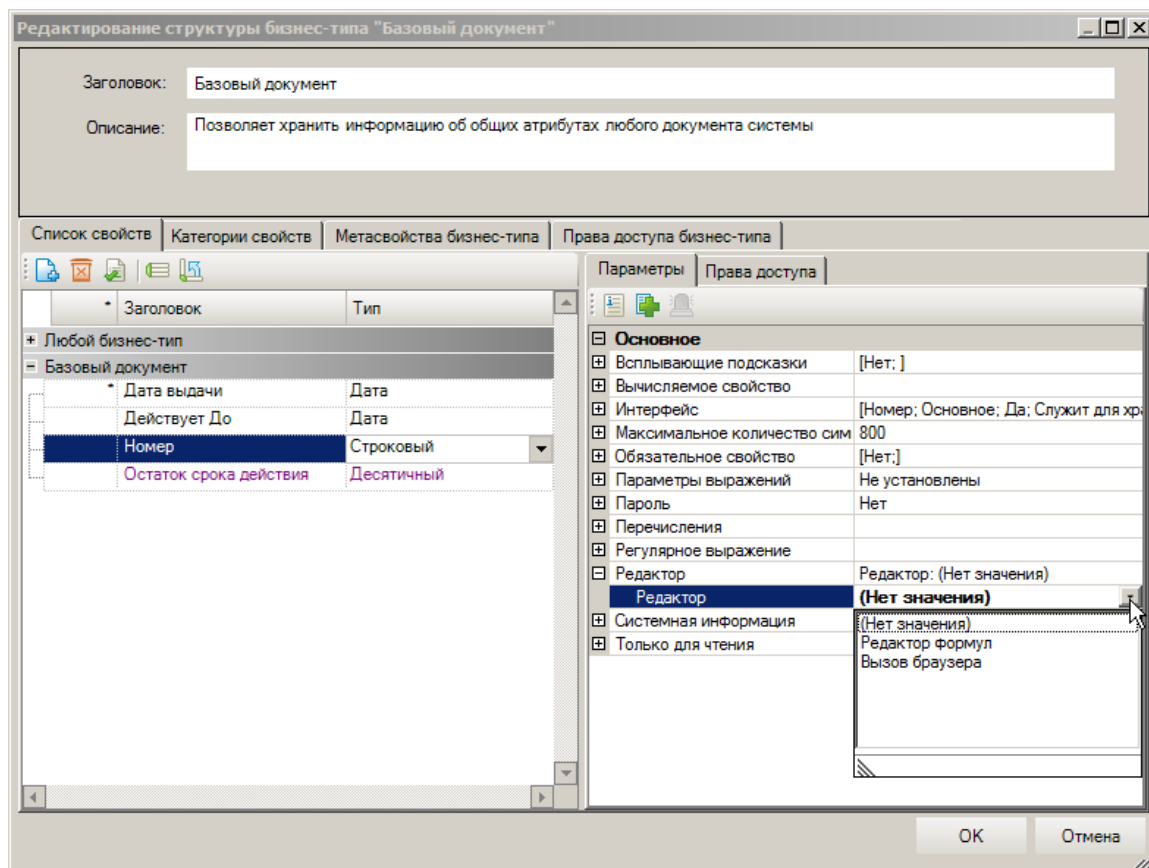 Редактирование структуры бизнес-типа "Базовый документ"
Заголовок: Базовый документ
Описание: Позволяет хранить информацию об общих атрибутах любого документа системы
Список свойств Категории свойств Метасвойства бизнес-типа Права доступа бизнес-типа
Параметры Права доступа
* Заголовок Тип
Любой бизнес-тип
Базовый документ
* Дата выдачи Дата
Действует До Дата
Номер Строковый
Остаток срока действия Десятичный
Основное
Всплывающие подсказки [Нет; ]
Вычисляемое свойство
Интерфейс [Номер; Основное; Да; Служит для хра
Максимальное количество сим 800
Обязательное свойство [Нет;]
Параметры выражений Не установлены
Пароль Нет
Перечисления
Регулярное выражение
Редактор Редактор: (Нет значения)
Редактор (Нет значения)
Системная информация
Только для чтения
(Нет значения)
Редактор формул
Вызов браузера
OK Отмена